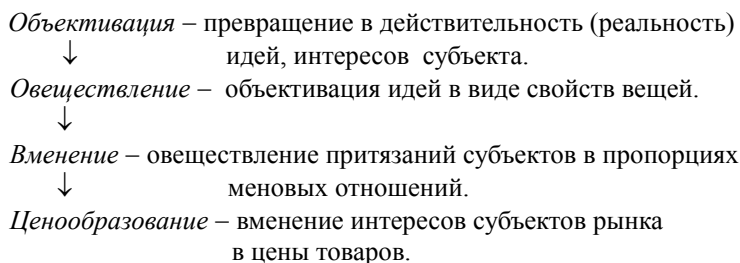 Объективация – превращение в действительность (реальность)
↓ идей, интересов субъекта.
Овеществление – объективация идей в виде свойств вещей.
↓
Вменение – овеществление притязаний субъектов в пропорциях
↓ меновых отношений.
Ценообразование – вменение интересов субъектов рынка
в цены товаров.